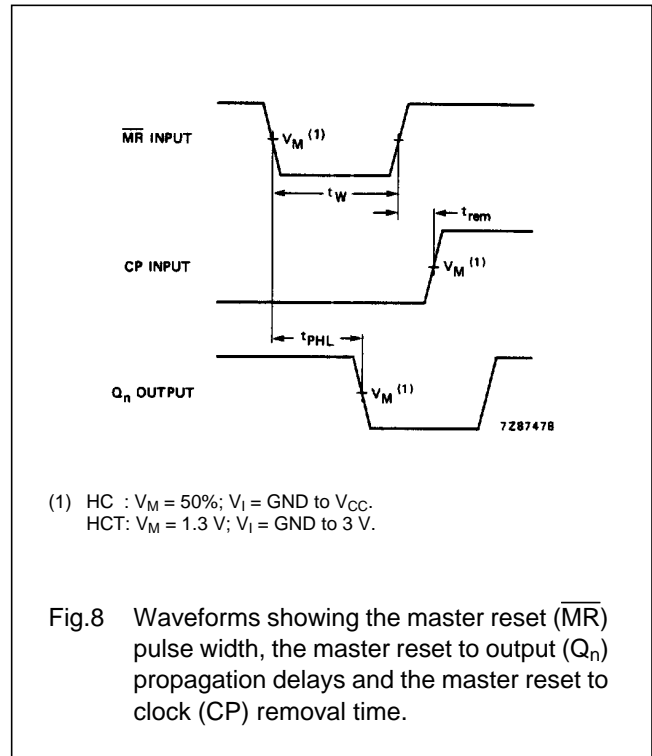 M̅R̅ INPUT
V_M (1)
t_W
t_rem
CP INPUT
V_M (1)
t_PHL
Q_n OUTPUT
V_M (1)
7Z87478
(1) HC : V_M = 50%; V_I = GND to V_CC.
HCT: V_M = 1.3 V; V_I = GND to 3 V.
Fig.8 Waveforms showing the master reset (M̅R̅)
pulse width, the master reset to output (Q_n)
propagation delays and the master reset to
clock (CP) removal time.